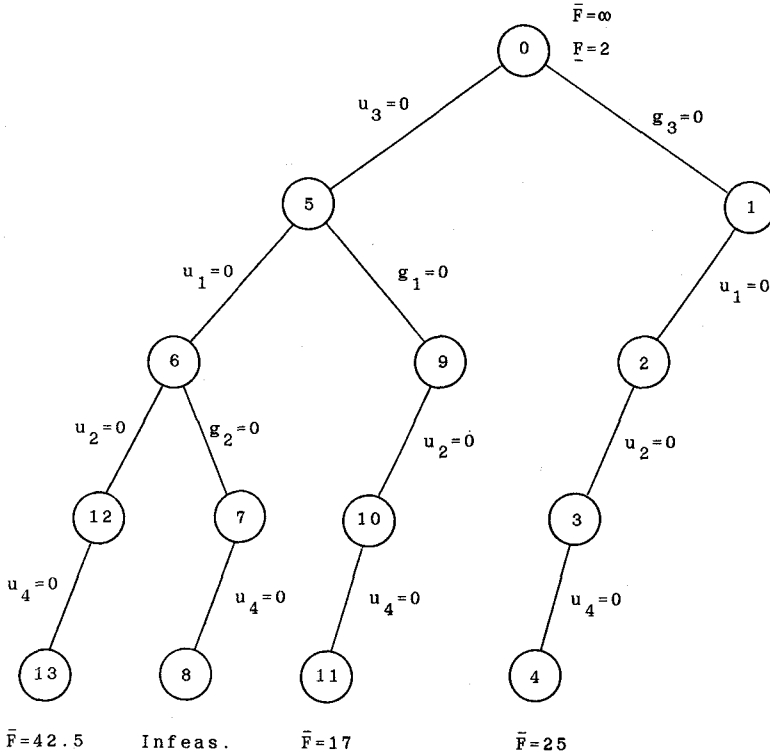 F̄=∞
0
F̲=2
u₃=0
g₃=0
5
1
u₁=0
g₁=0
u₁=0
6
9
2
u₂=0
g₂=0
u₂=0
u₂=0
12
7
10
3
u₄=0
u₄=0
u₄=0
u₄=0
13
8
11
4
F̄=42.5
Infeas.
F̄=17
F̄=25